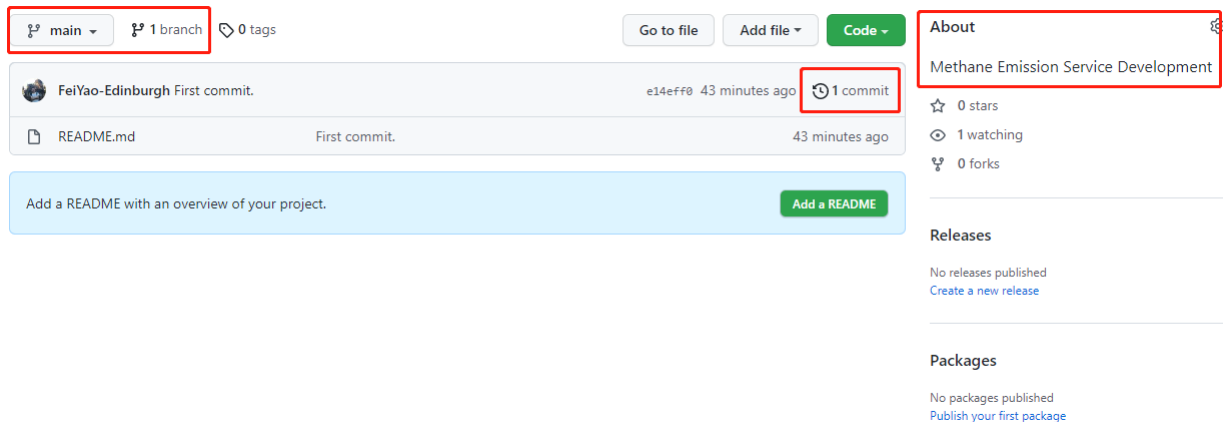 main 1 branch 0 tags Go to file Add file Code
FeiYao-Edinburgh First commit. e14eff0 43 minutes ago 1 commit
README.md First commit. 43 minutes ago
Add a README with an overview of your project. Add a README
About
Methane Emission Service Development
0 stars
1 watching
0 forks
Releases
No releases published
Create a new release
Packages
No packages published
Publish your first package